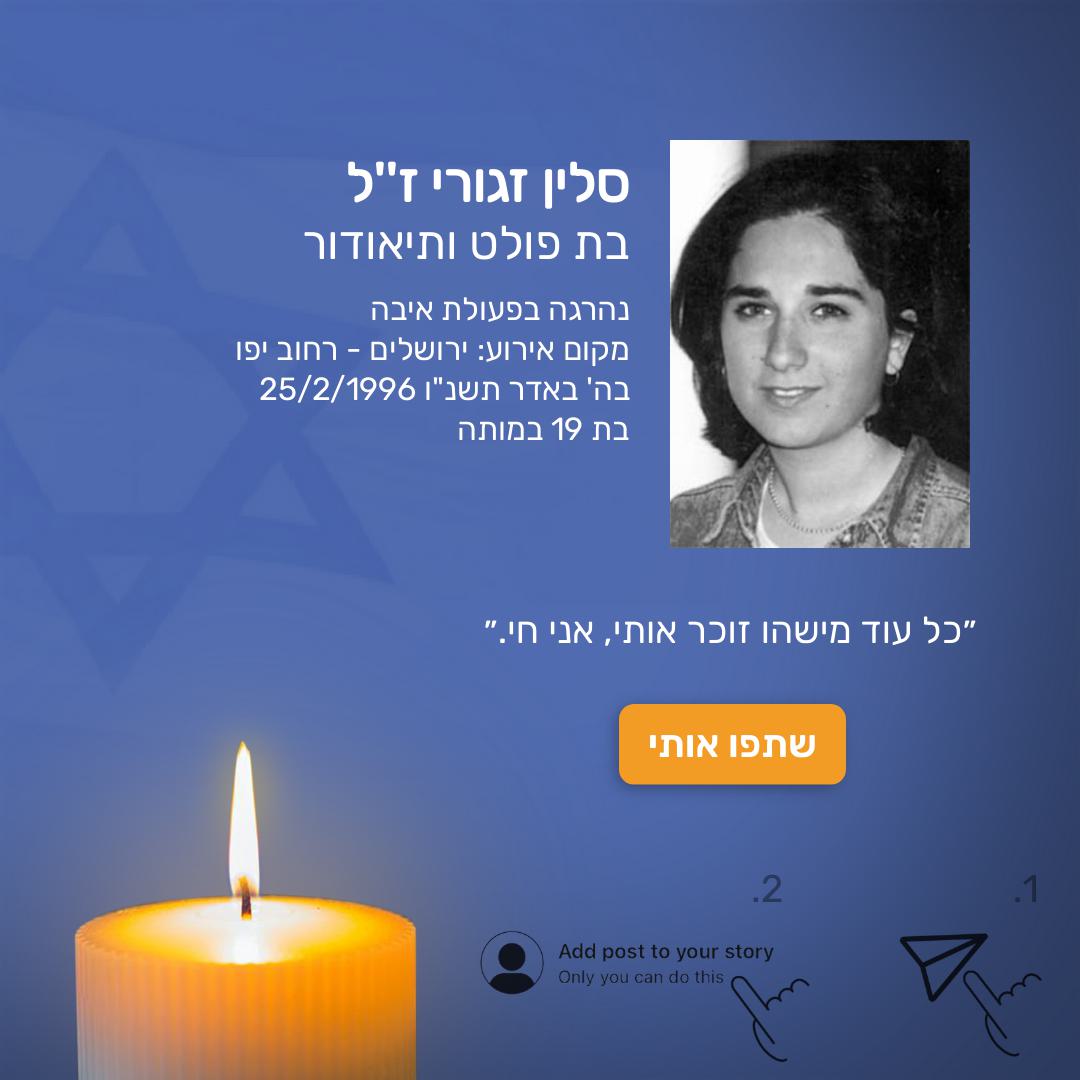 סלין זגורי ז"ל
בת פולט ותיאודור
נהרגה בפעולת איבה
מקום אירוע: ירושלים - רחוב יפו
בה' באדר תשנ"ו 25/2/1996
בת 19 במותה
״כל עוד מישהו זוכר אותי, אני חי.״
שתפו אותי
1.
2.
Add post to your story
Only you can do this